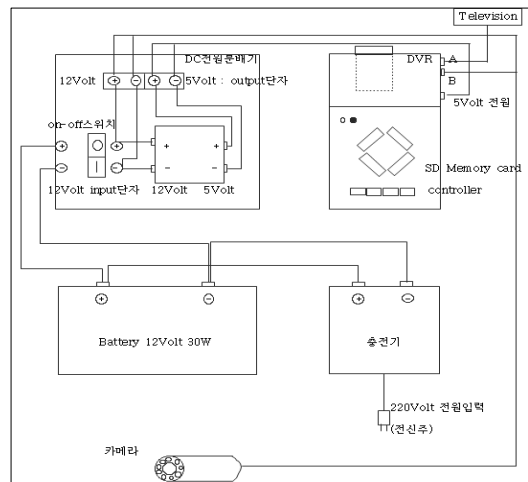 Television
DC전원분배기
DVR
A
B
12Volt
5Volt : output단자
5Volt 전원
on-off스위치
SD Memory card
controller
12Volt input단자
12Volt
5Volt
Battery 12Volt 30W
충전기
220Volt 전원입력
(전신주)
카메라